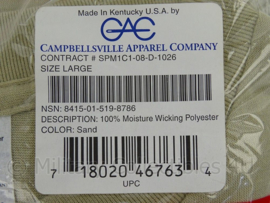 Made In Kentucky U.S.A. by
CAC
CAMPBELLSVILLE APPAREL COMPANY
CONTRACT # SPM1C1-08-D-1026
SIZE LARGE
NSN: 8415-01-519-8786
DESCRIPTION: 100% Moisture Wicking Polyester
COLOR: Sand
7 18020 46763 4
UPC